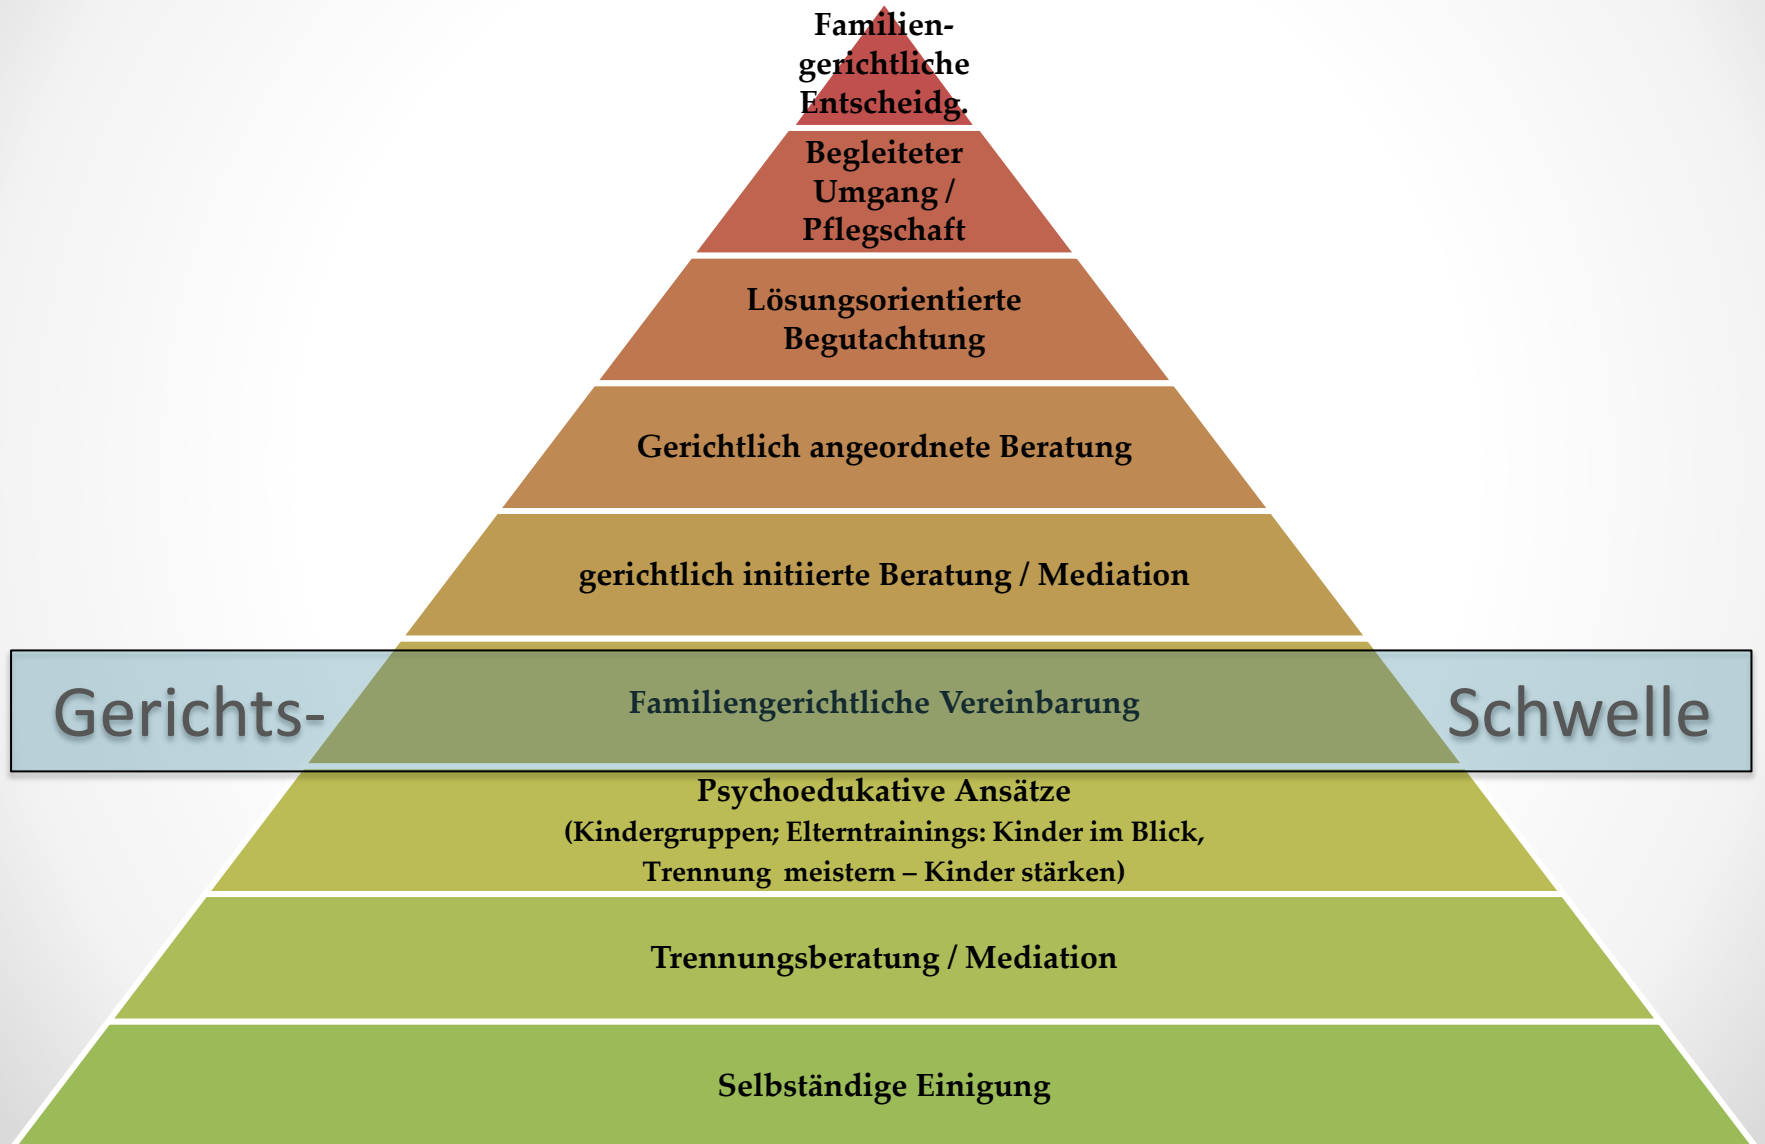 Familien-
gerichtliche
Entscheidg.
Begleiteter
Umgang /
Pflegschaft
Lösungsorientierte
Begutachtung
Gerichtlich angeordnete Beratung
gerichtlich initiierte Beratung / Mediation
Gerichts-
Familiengerichtliche Vereinbarung
Schwelle
Psychoedukative Ansätze
(Kindergruppen; Elterntrainings: Kinder im Blick,
Trennung meistern – Kinder stärken)
Trennungsberatung / Mediation
Selbständige Einigung